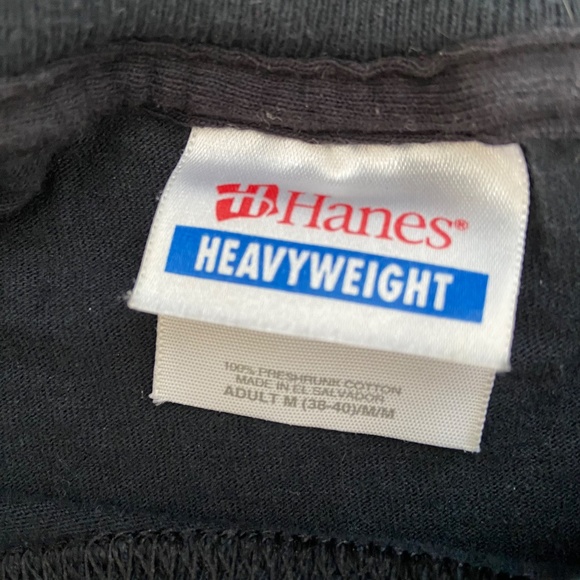 Hanes®
HEAVYWEIGHT
100% PRESHRUNK COTTON
MADE IN EL SALVADOR
ADULT M (38-40)/M/M